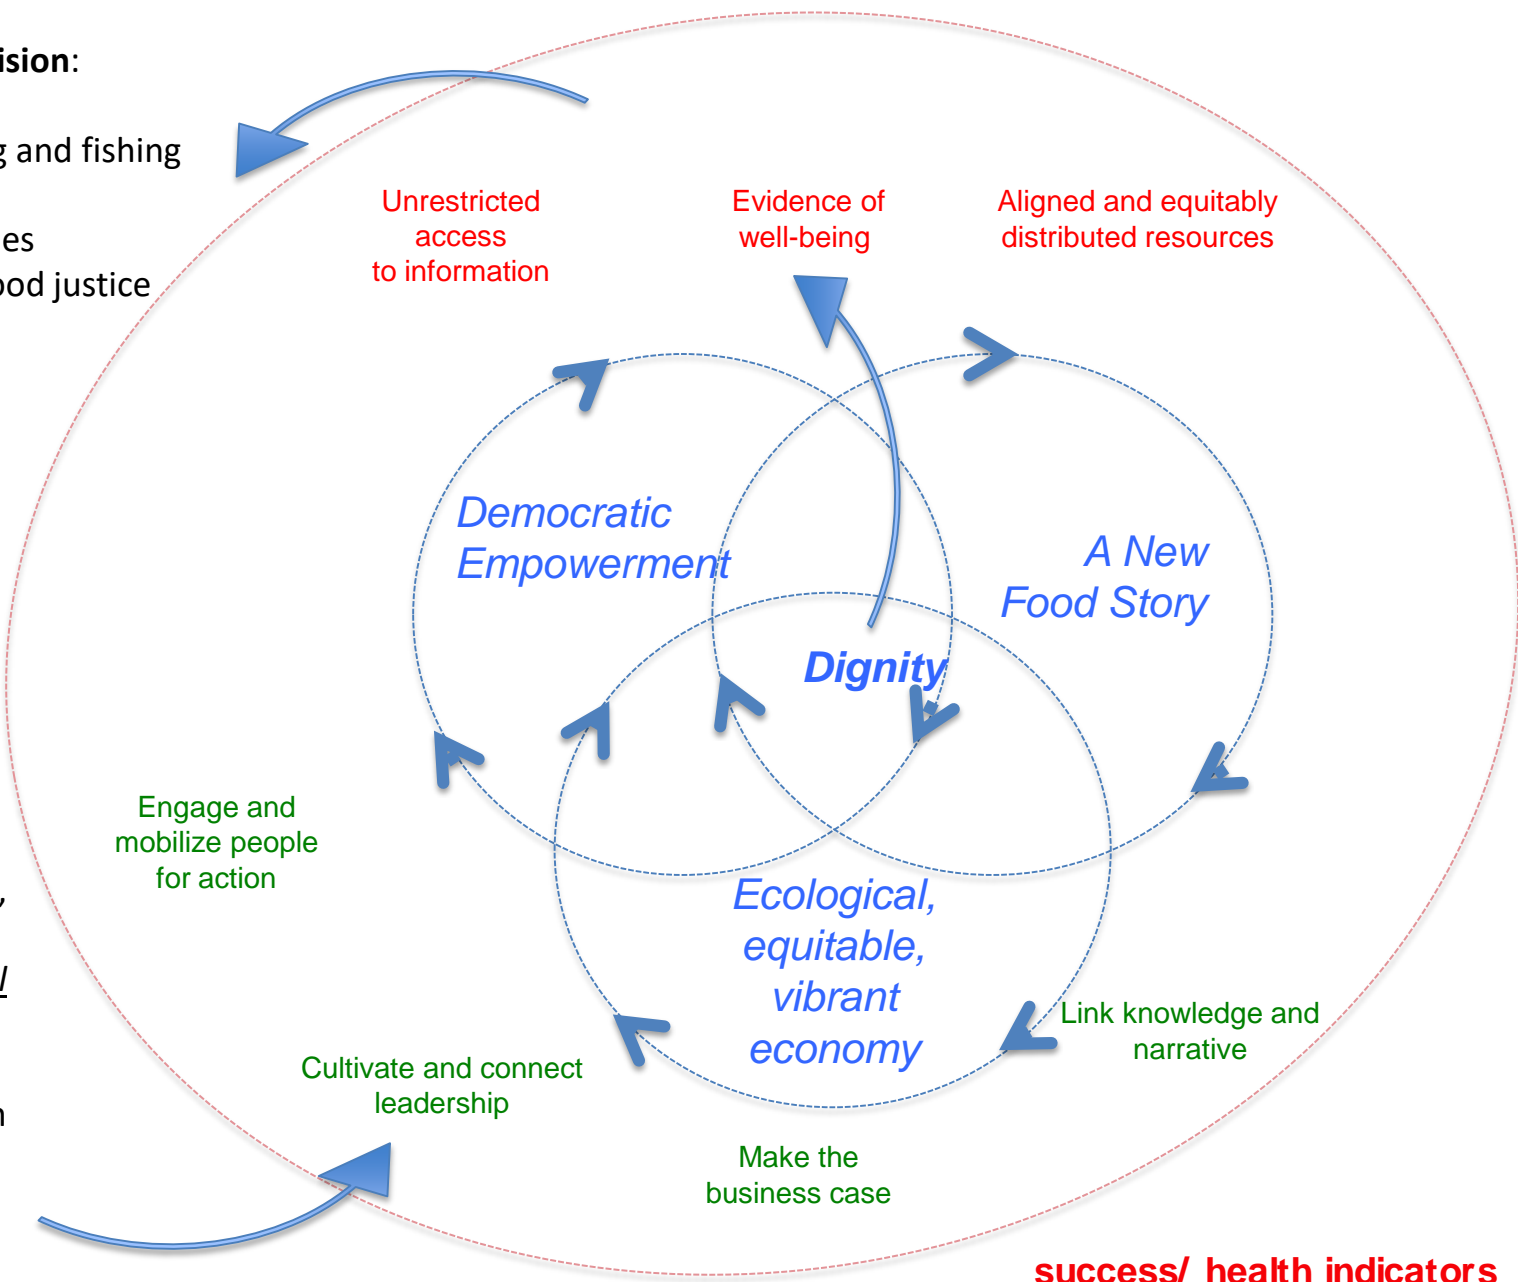 ision:
g and fishing
es
ood justice
Unrestricted
access
to information
Evidence of
well-being
Aligned and equitably
distributed resources
Democratic
Empowerment
A New
Food Story
Dignity
Engage and
mobilize people
for action
,
l
n
Ecological,
equitable,
vibrant
economy
Link knowledge and
narrative
Cultivate and connect
leadership
Make the
business case
success/ health indicators